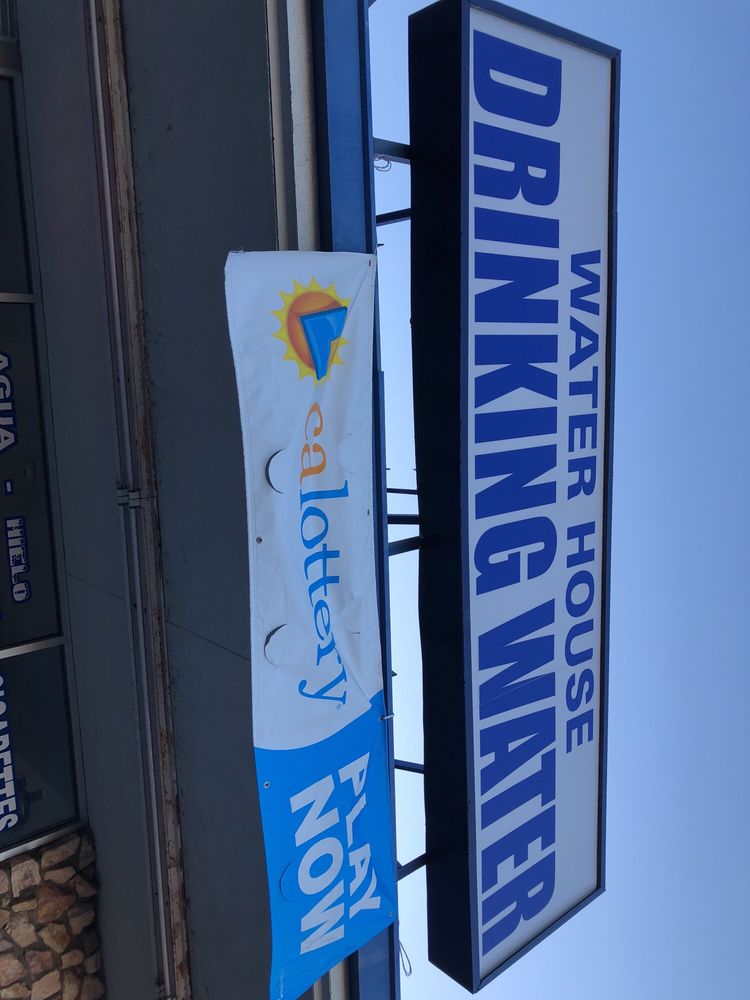 WATER HOUSE
DRINKING WATER
calottery
PLAY
NOW
AGUA - HIELO
CIGARETTES